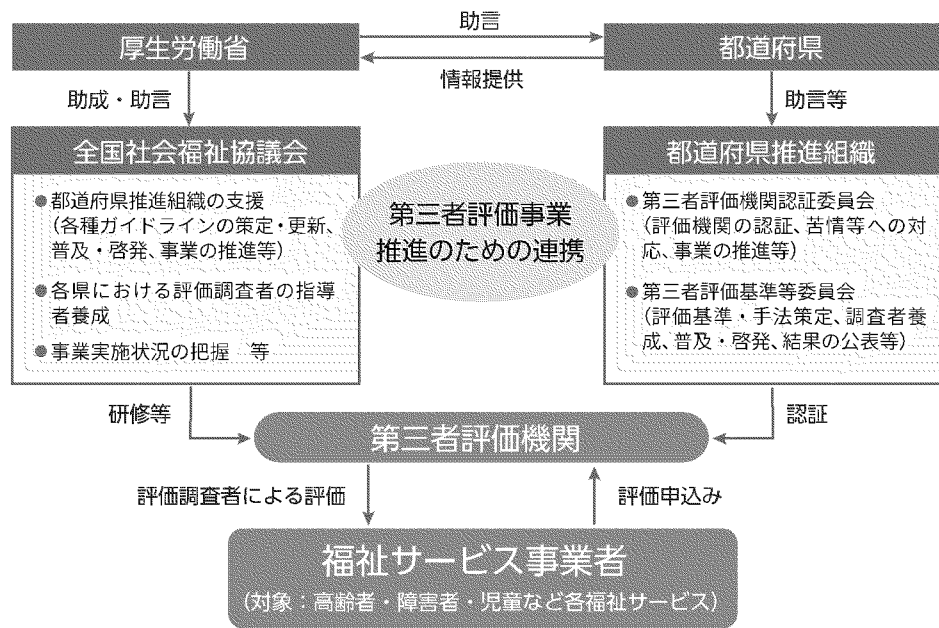 助言
厚生労働省
都道府県
情報提供
助成・助言
助言等
全国社会福祉協議会
●都道府県推進組織の支援
（各種ガイドラインの策定・更新、
普及・啓発、事業の推進等）
●各県における評価調査者の指導
者養成
●事業実施状況の把握　等
第三者評価事業
推進のための連携
都道府県推進組織
●第三者評価機関認証委員会
（評価機関の認証、苦情等への対
応、事業の推進等）
●第三者評価基準等委員会
（評価基準・手法策定、調査者養
成、普及・啓発、結果の公表等）
研修等
認証
第三者評価機関
評価調査者による評価
評価申込み
福祉サービス事業者
（対象：高齢者・障害者・児童など各福祉サービス）